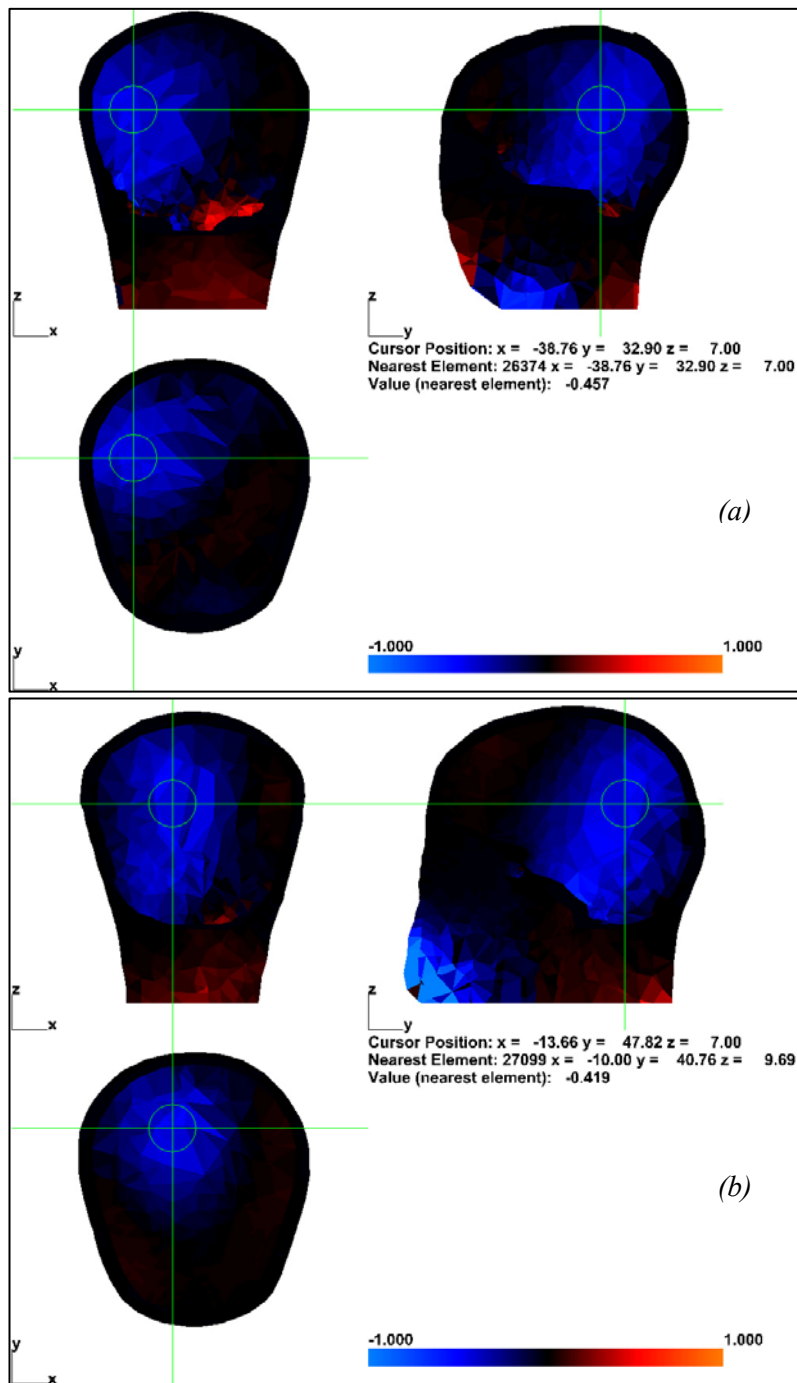 z
x
z
y
Cursor Position: x = -38.76 y = 32.90 z = 7.00
Nearest Element: 26374 x = -38.76 y = 32.90 z = 7.00
Value (nearest element): -0.457
(a)
y
x
-1.000 1.000
z
x
z
y
Cursor Position: x = -13.66 y = 47.82 z = 7.00
Nearest Element: 27099 x = -10.00 y = 40.76 z = 9.69
Value (nearest element): -0.419
(b)
y
x
-1.000 1.000